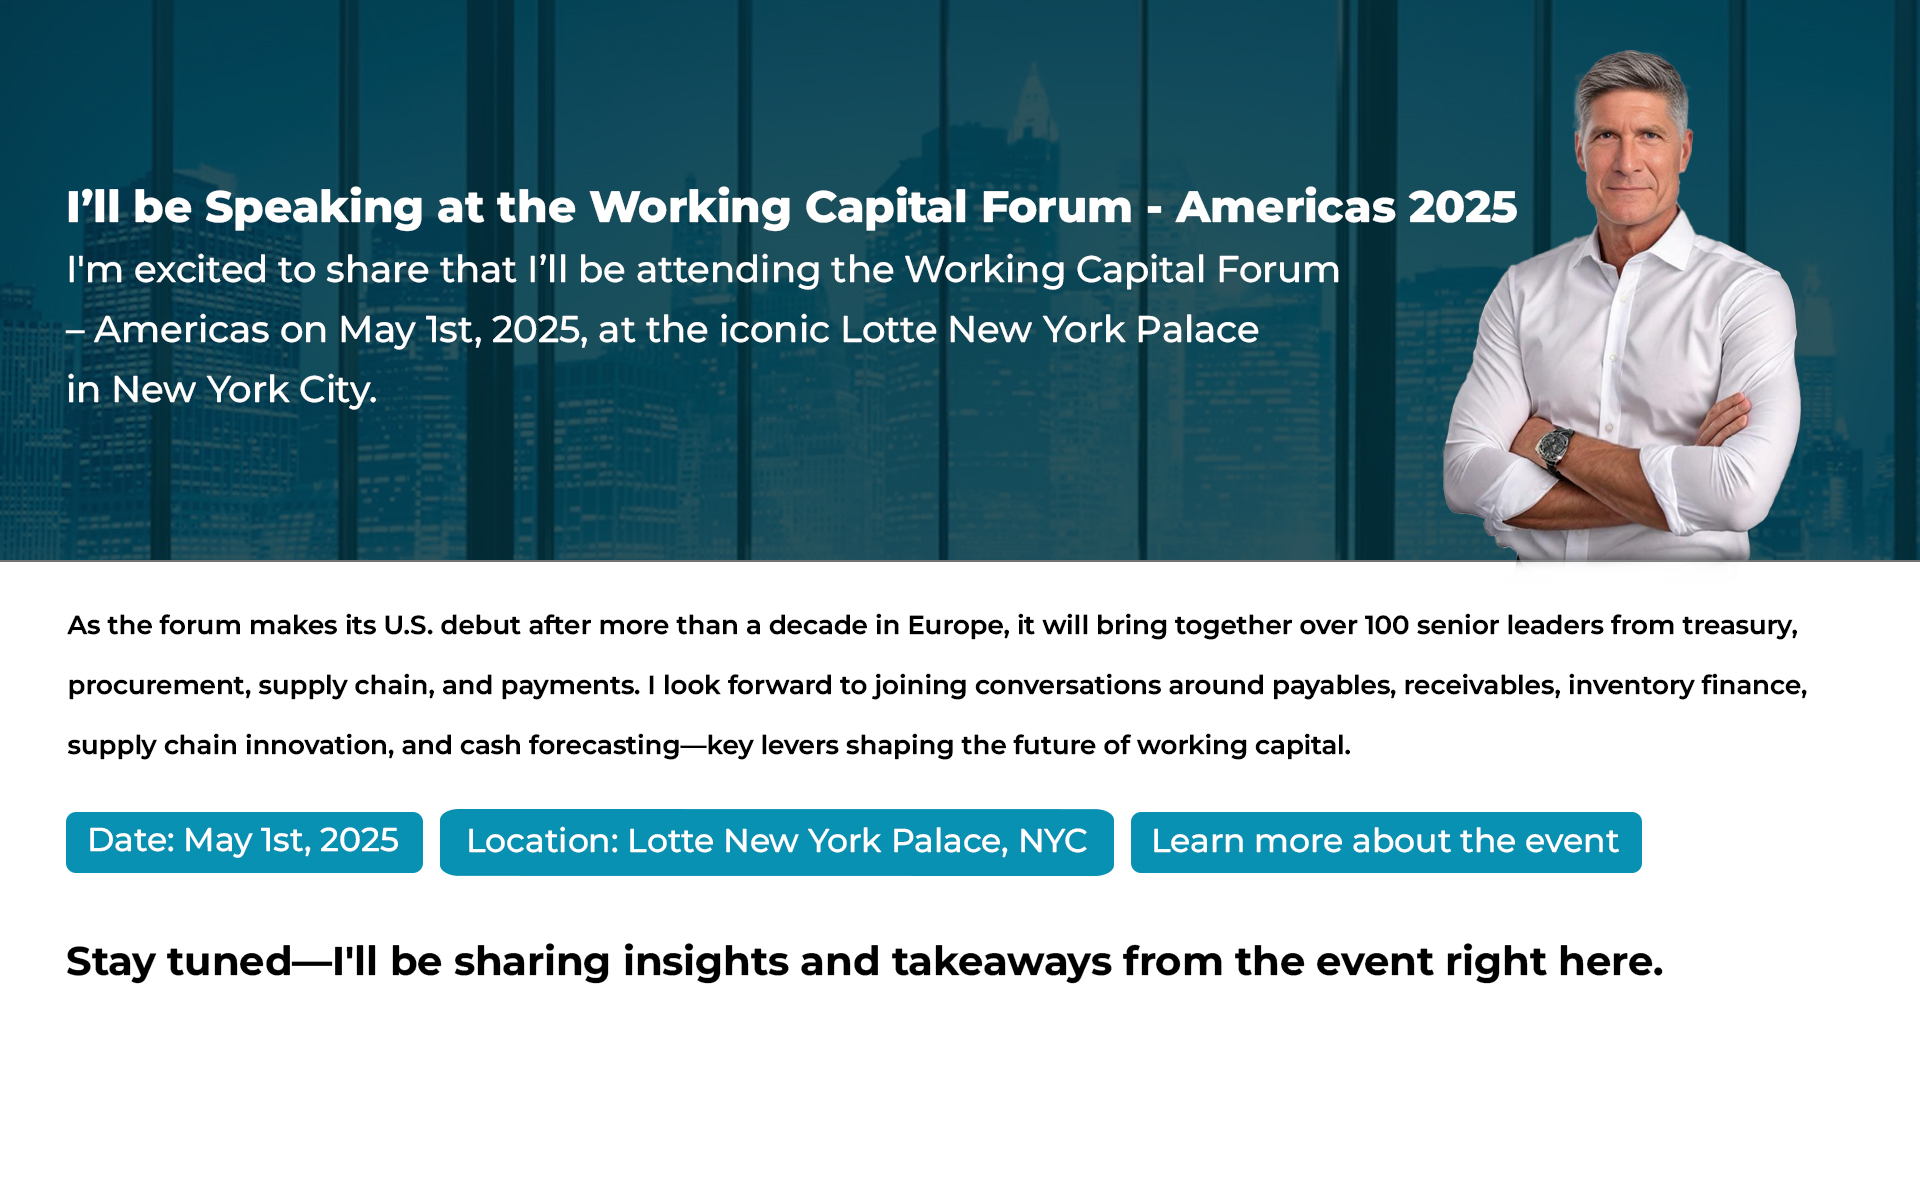 I’ll be Speaking at the Working Capital Forum - Americas 2025
I'm excited to share that I’ll be attending the Working Capital Forum
– Americas on May 1st, 2025, at the iconic Lotte New York Palace
in New York City.
As the forum makes its U.S. debut after more than a decade in Europe, it will bring together over 100 senior leaders from treasury,
procurement, supply chain, and payments. I look forward to joining conversations around payables, receivables, inventory finance,
supply chain innovation, and cash forecasting—key levers shaping the future of working capital.
Date: May 1st, 2025
Location: Lotte New York Palace, NYC
Learn more about the event
Stay tuned—I'll be sharing insights and takeaways from the event right here.